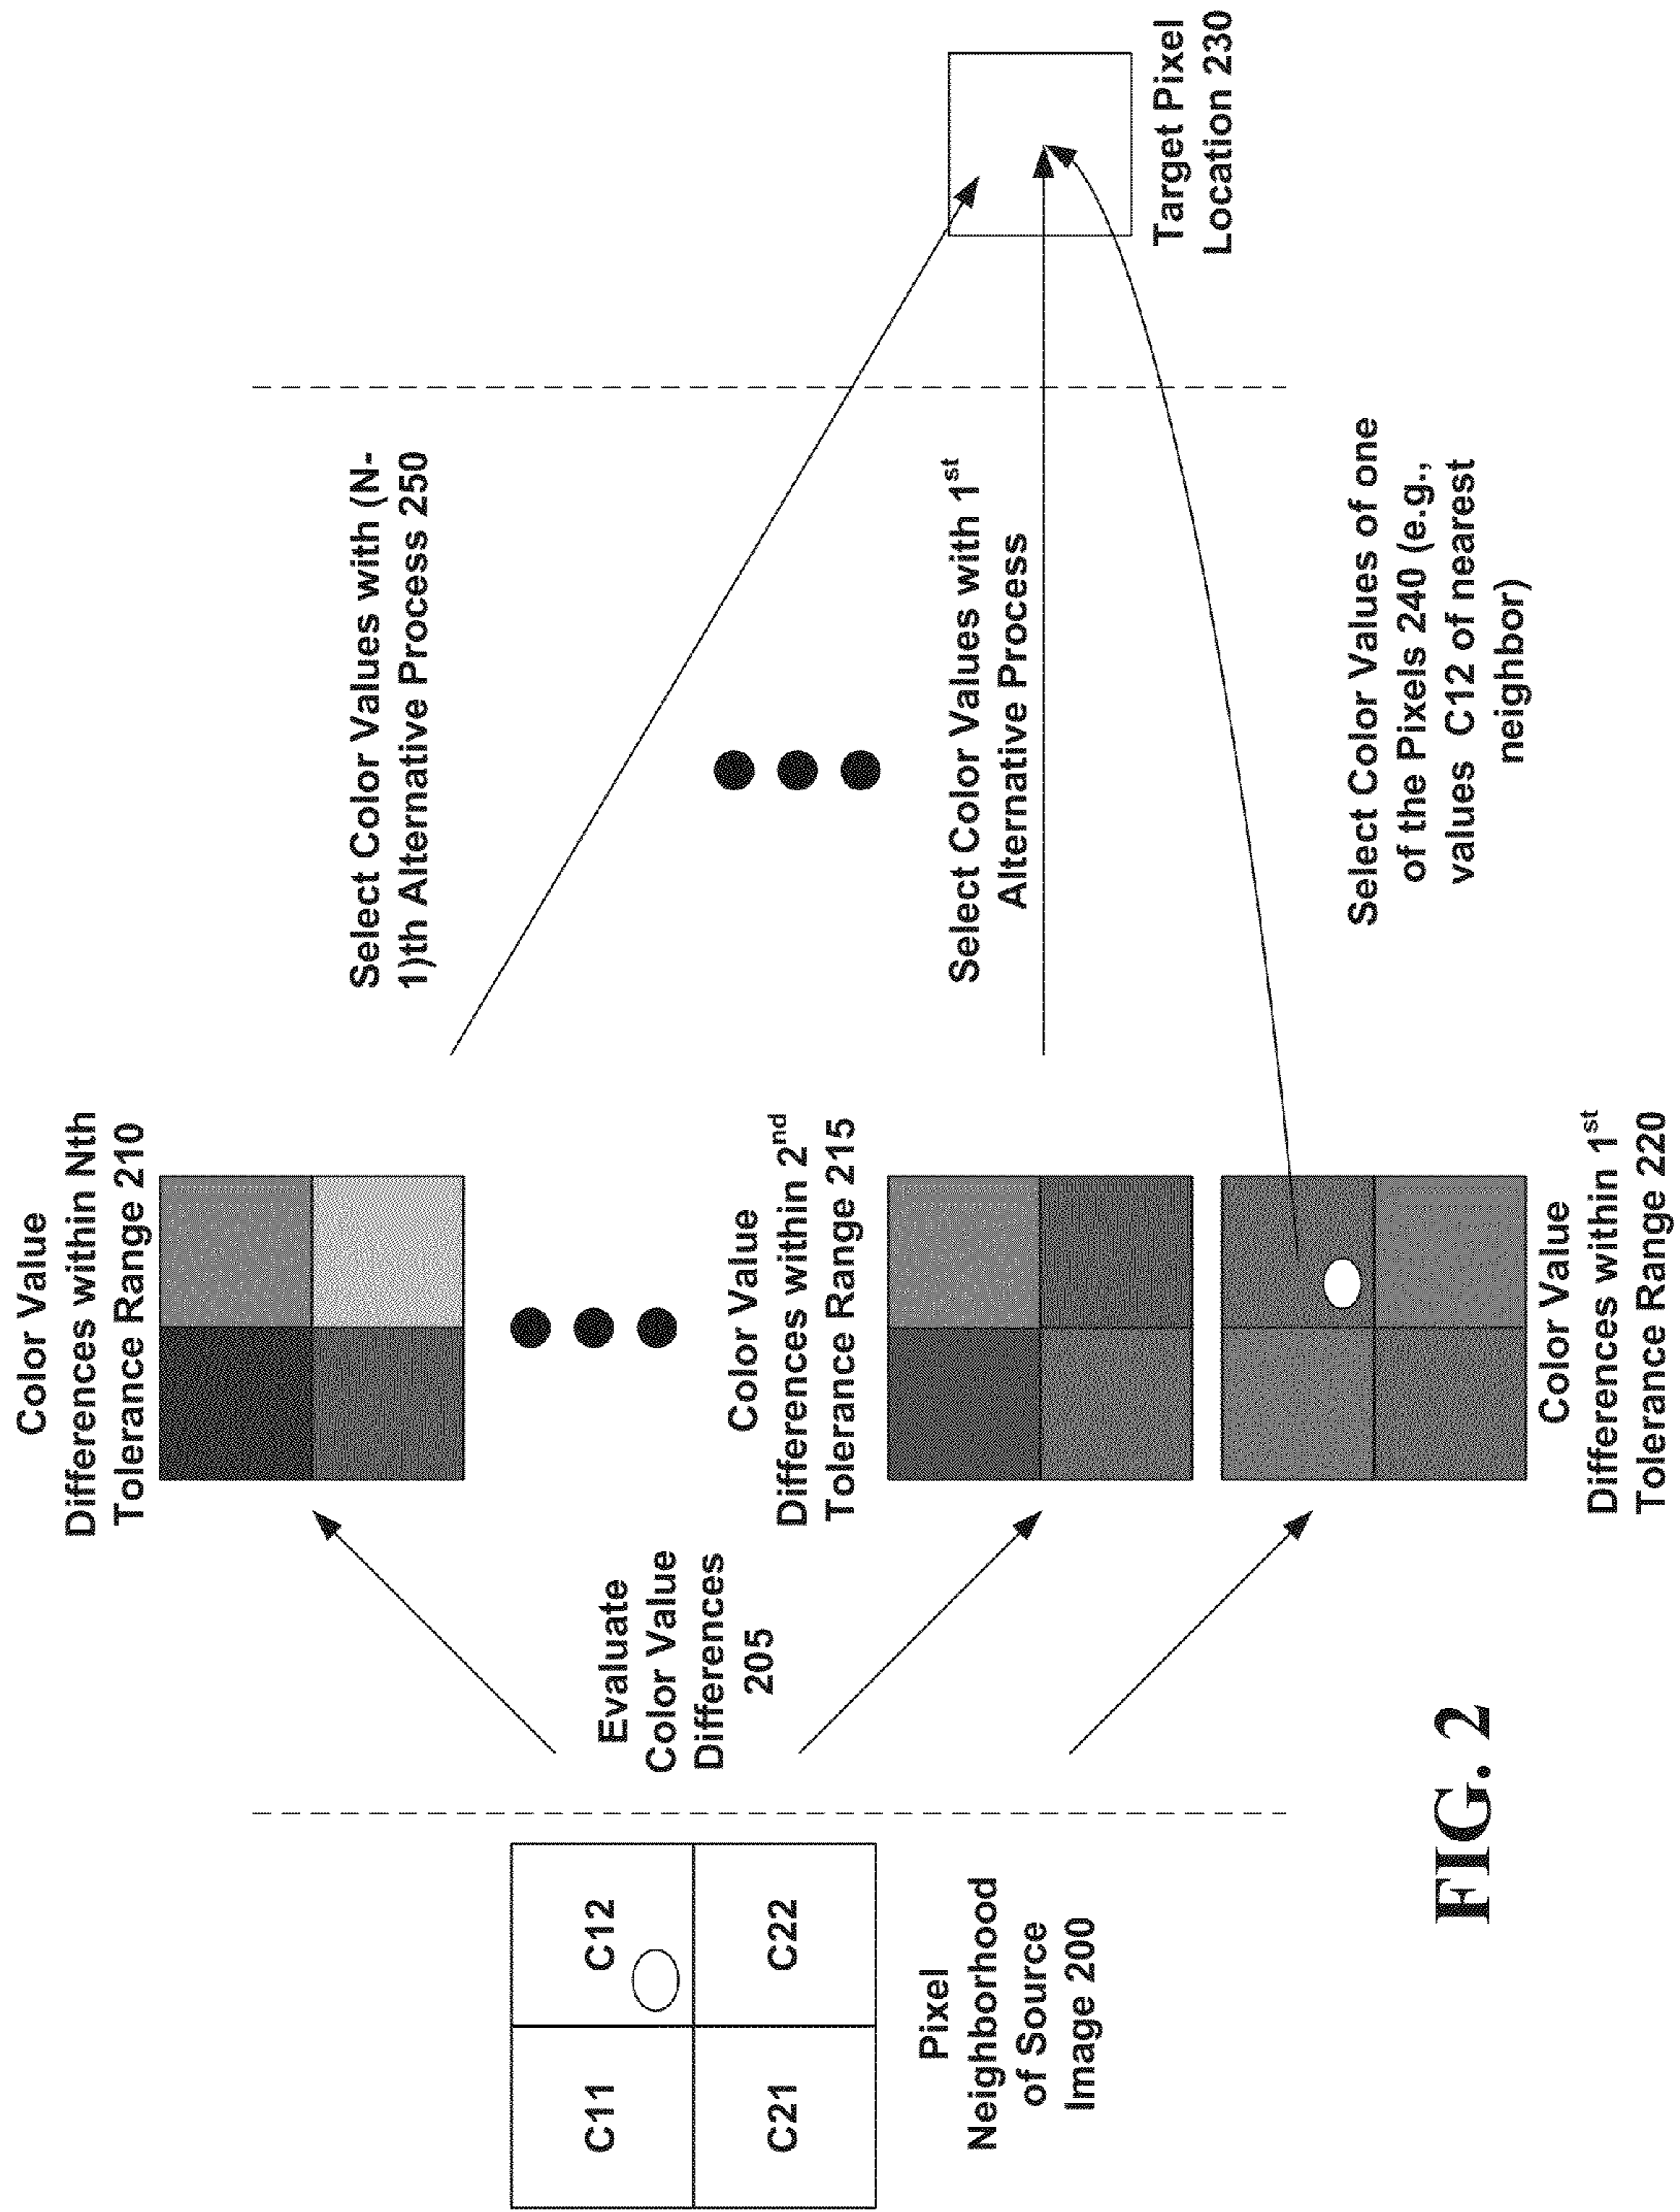 C11
C12
C21
C22
Pixel
Neighborhood
of Source
Image 200
Evaluate
Color Value
Differences
205
Color Value
Differences within Nth
Tolerance Range 210
Color Value
Differences within 2nd
Tolerance Range 215
Color Value
Differences within 1st
Tolerance Range 220
Select Color Values with (N-
1)th Alternative Process 250
Select Color Values with 1st
Alternative Process
Select Color Values of one
of the Pixels 240 (e.g.,
values C12 of nearest
neighbor)
Target Pixel
Location 230
FIG. 2